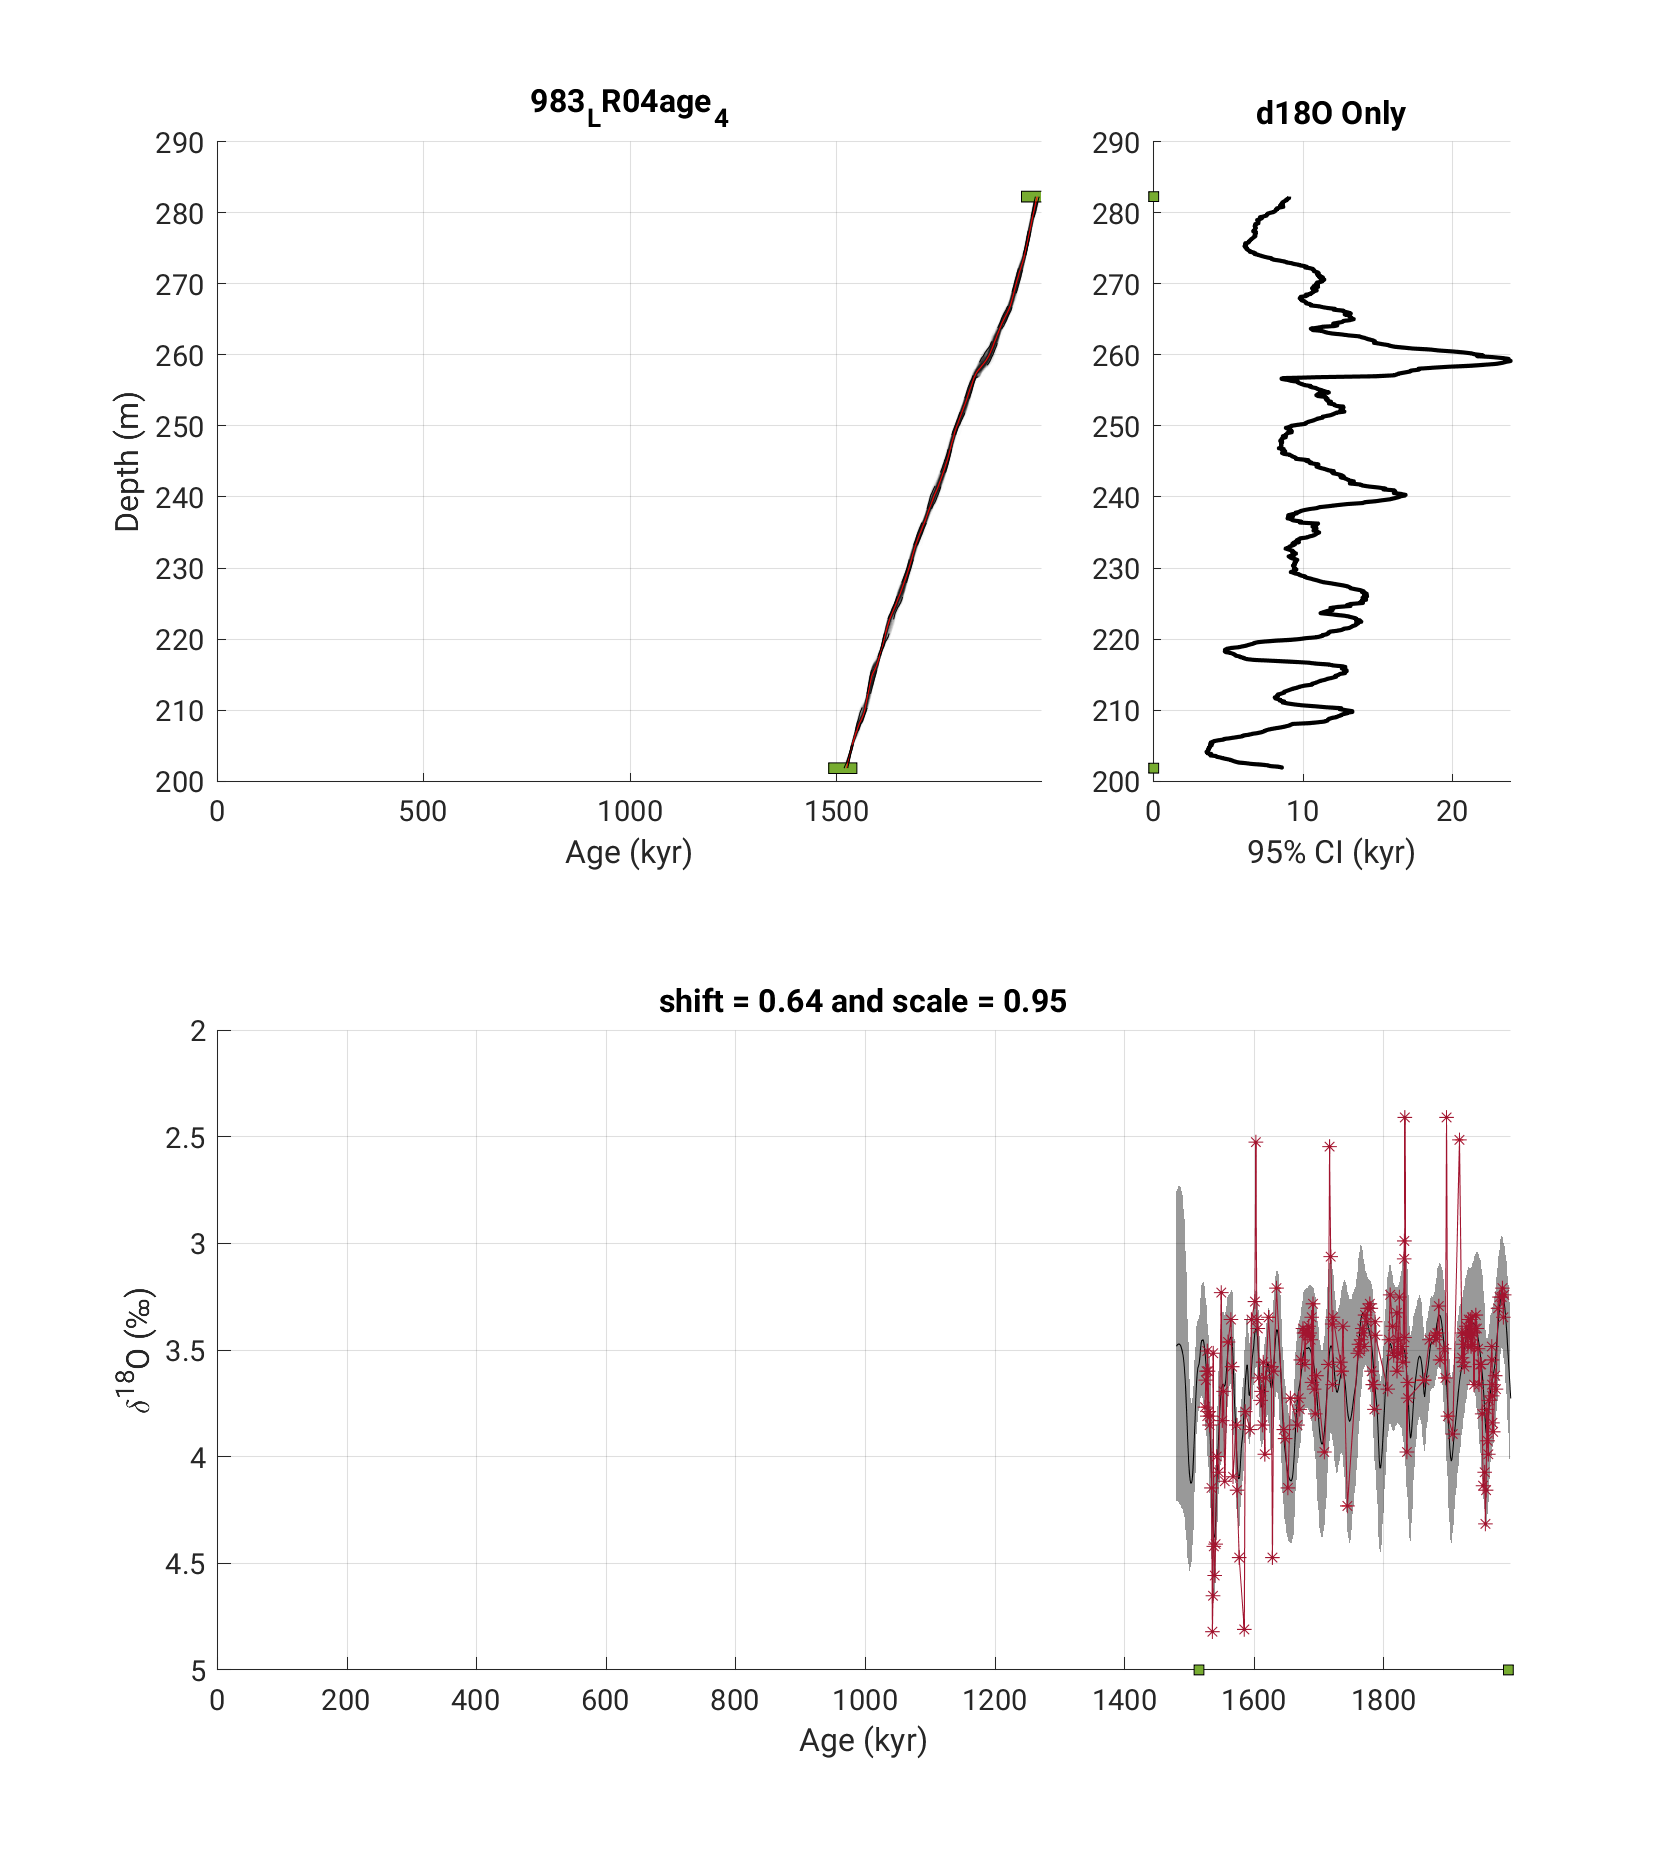 983LR04age4
d18O Only
290
280
270
260
250
240
230
220
210
200
Depth (m)
0 500 1000 1500
Age (kyr)
290
280
270
260
250
240
230
220
210
200
0 10 20
95% CI (kyr)
shift = 0.64 and scale = 0.95
2
2.5
3
3.5
4
4.5
5
δ18O (‰)
0 200 400 600 800 1000 1200 1400 1600 1800
Age (kyr)